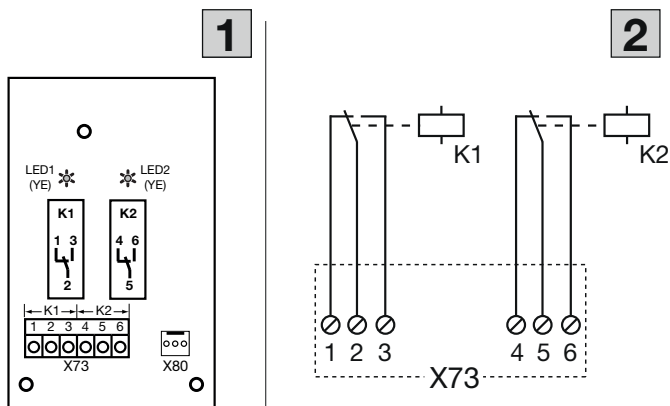 1
LED1 (YE)
LED2 (YE)
K1
K2
1 3
4 6
2
5
K1 K2
1 2 3 4 5 6
X73
X80
2
K1
K2
1 2 3
4 5 6
X73